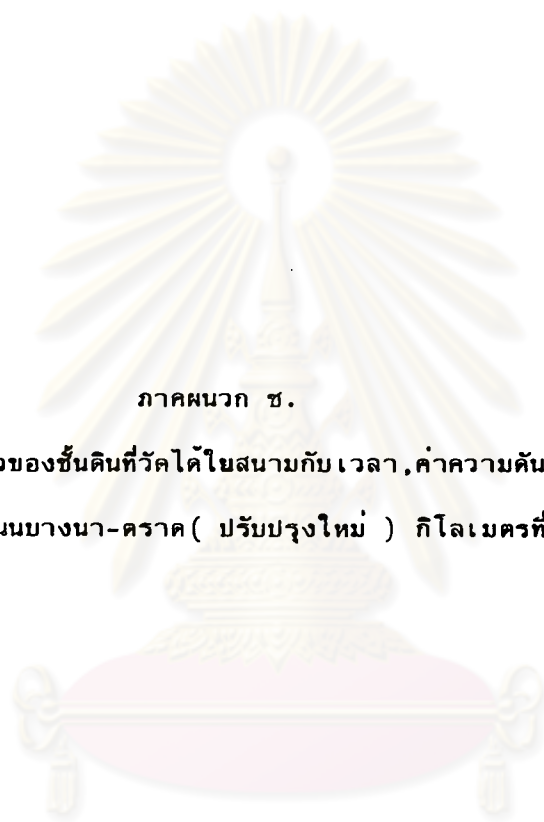 ภาคผนวก ช.
ของชั้นดินที่วัดได้ในสนามกับเวลา,ค่าความดัน
บางนา-ตราด( ปรับปรุงใหม่ ) กิโลเมตรที่